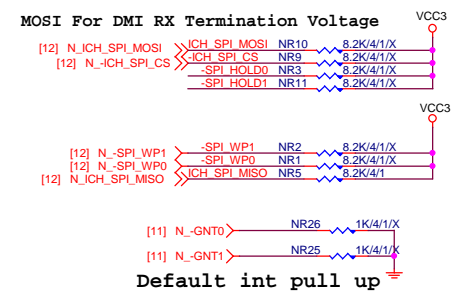 MOSI For DMI RX Termination Voltage VCC3
[12] N_ICH_SPI_MOSI ICH_SPI_MOSI NR10 8.2K/4/1/X
[12] N_-ICH_SPI_CS -ICH_SPI_CS NR9 8.2K/4/1/X
-SPI_HOLD0 NR3 8.2K/4/1/X
-SPI_HOLD1 NR11 8.2K/4/1/X
VCC3
[12] N_-SPI_WP1 -SPI_WP1 NR2 8.2K/4/1/X
[12] N_-SPI_WP0 -SPI_WP0 NR1 8.2K/4/1/X
[12] N_ICH_SPI_MISO ICH_SPI_MISO NR5 8.2K/4/1
[11] N_-GNT0 NR26 1K/4/1/X
[11] N_-GNT1 NR25 1K/4/1/X
Default int pull up